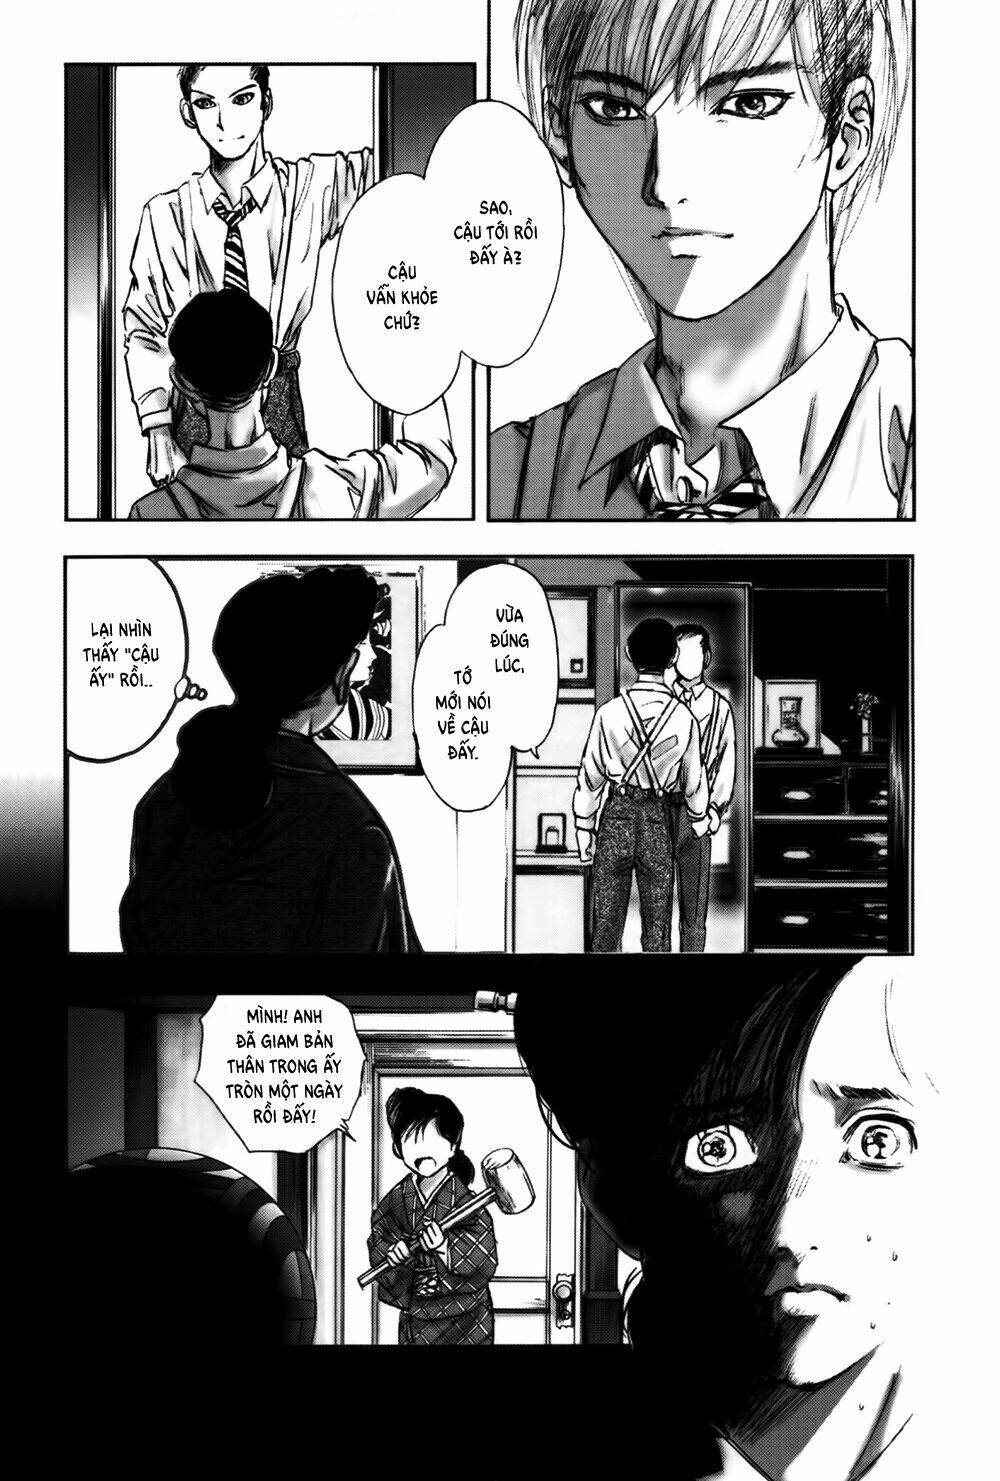 SAO,
CẬU TỚI RỒI
ĐẤY À?
CẬU
VẪN KHỎE
CHỨ?
VỪA
ĐÚNG
LÚC,
TỚ
MỚI NÓI
VỀ CẬU
ĐẤY.
LẠI NHÌN
THẤY "CẬU
ẤY" RỒI..
MÌNH! ANH
ĐÃ GIAM BẢN
THÂN TRONG ẤY
TRÒN MỘT NGÀY
RỒI ĐẤY!